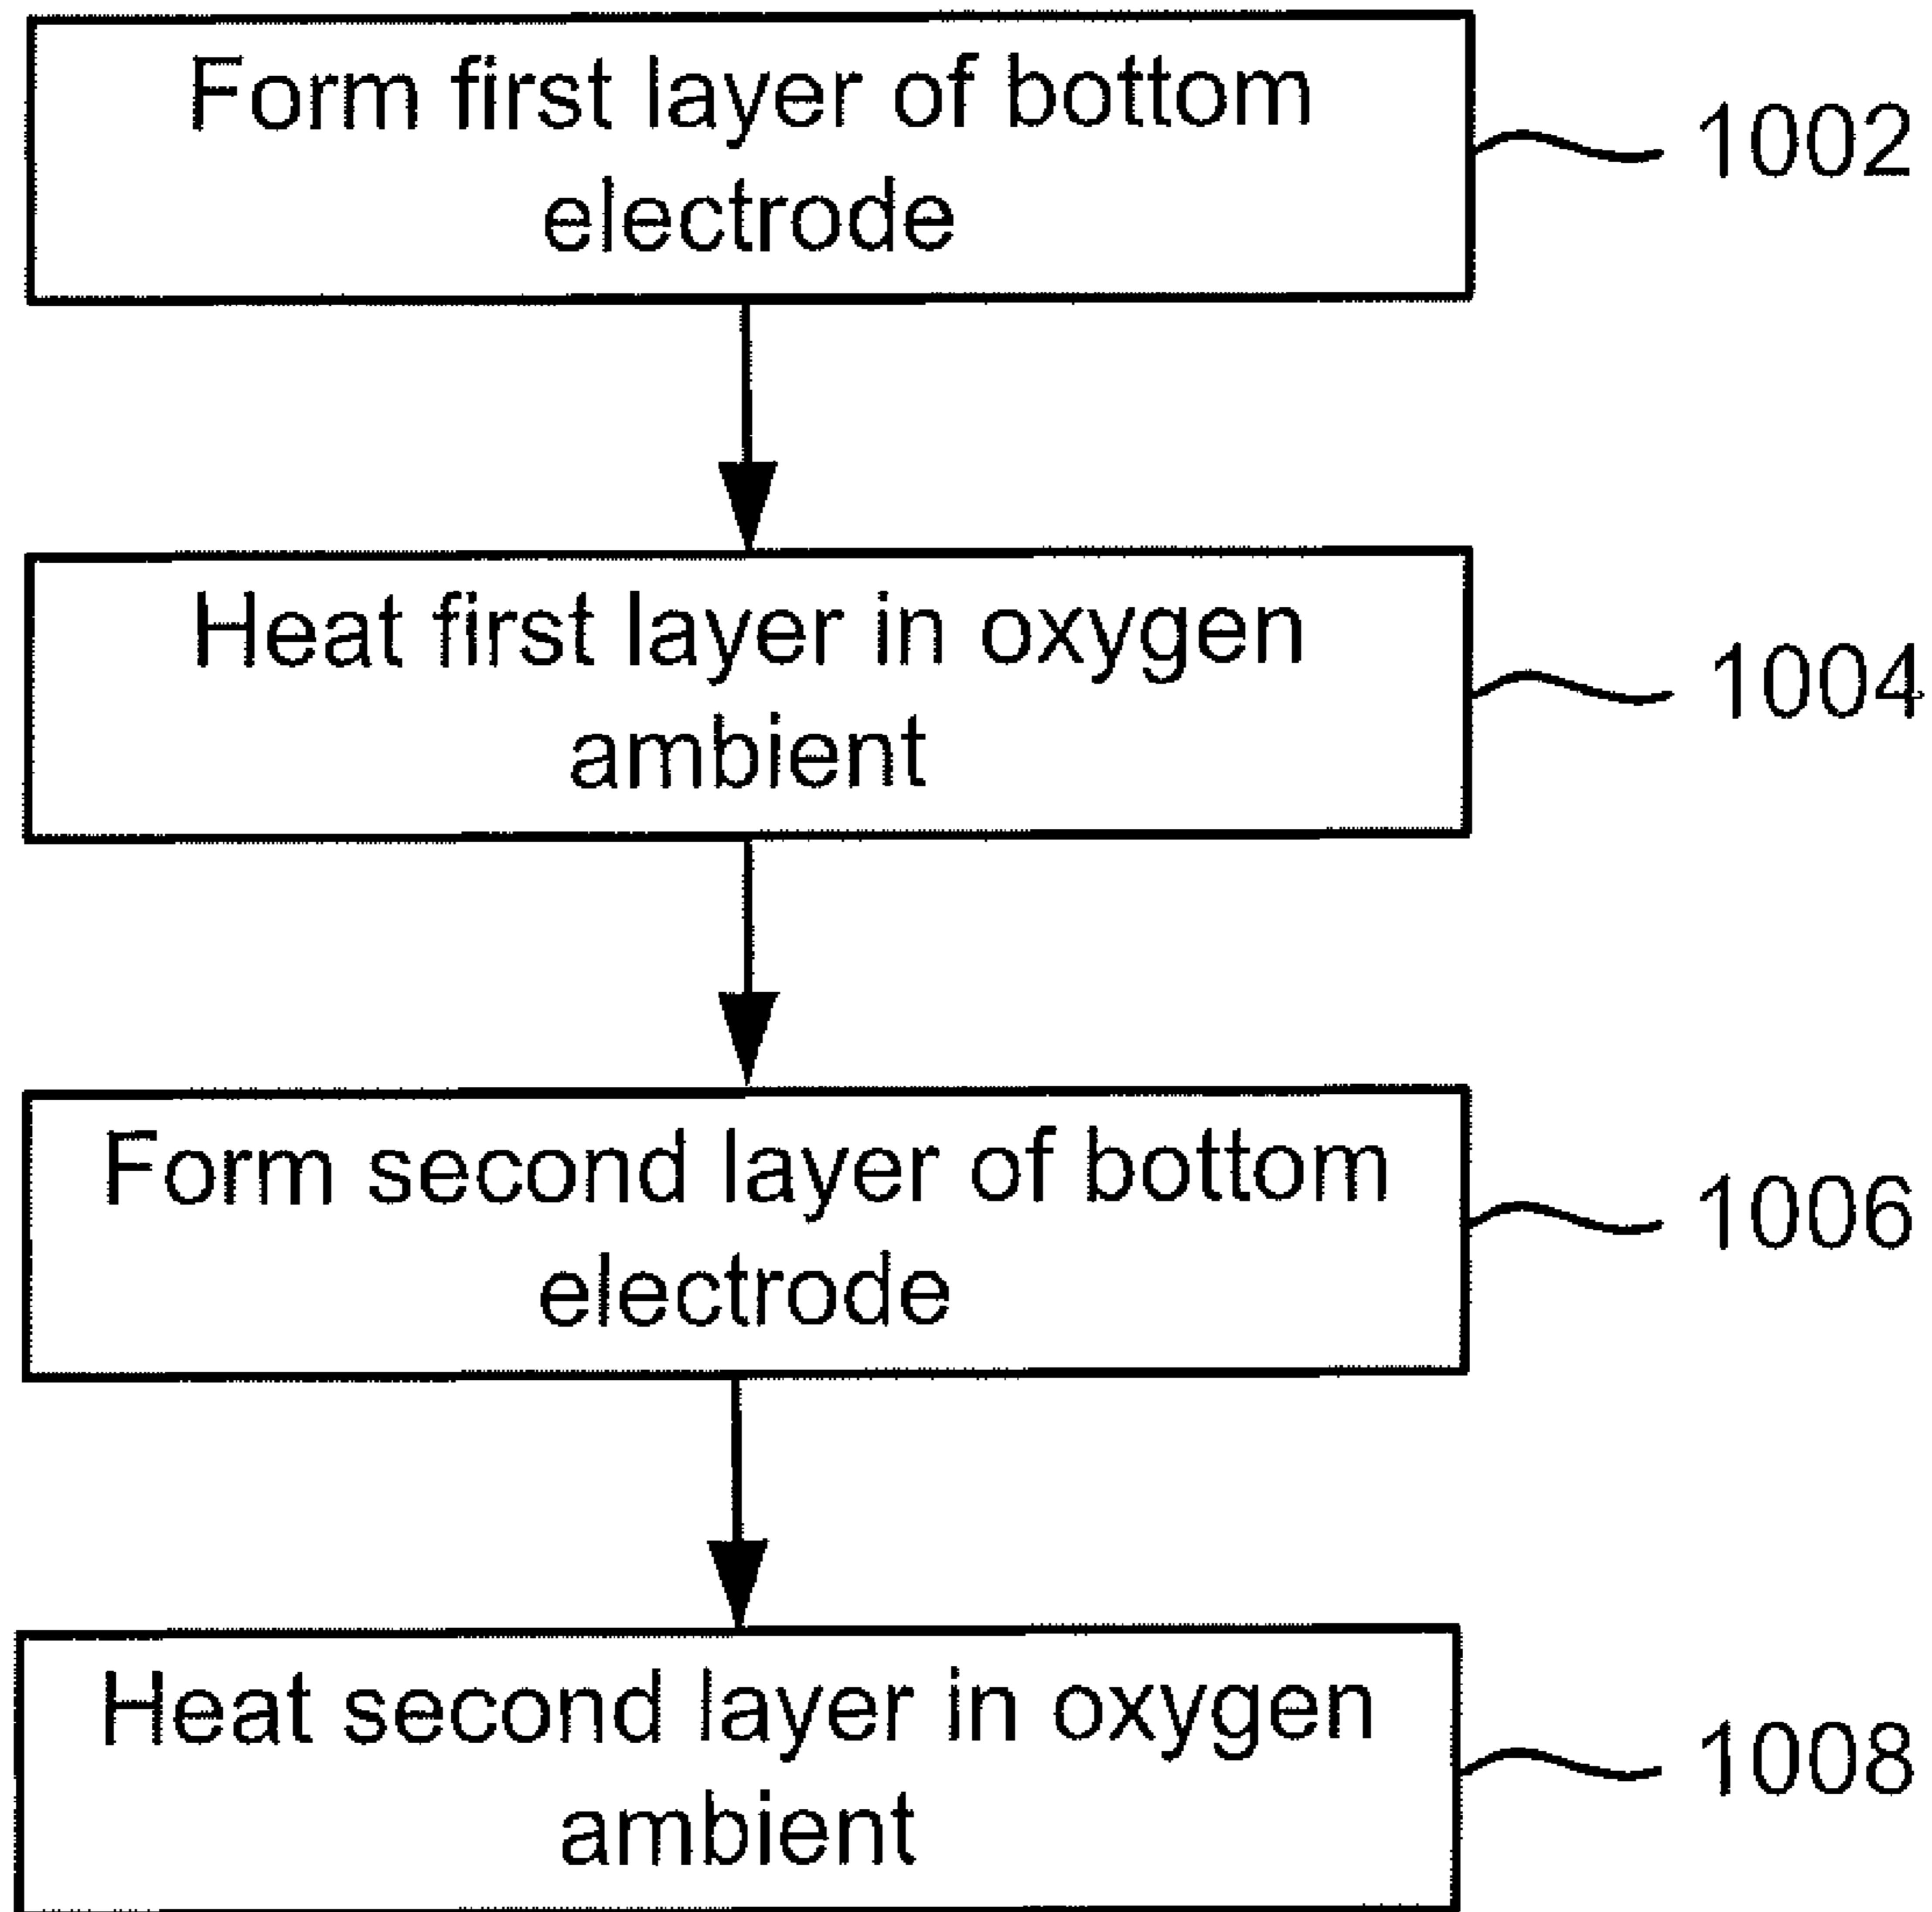 Form first layer of bottom
electrode
1002
Heat first layer in oxygen
ambient
1004
Form second layer of bottom
electrode
1006
Heat second layer in oxygen
ambient
1008